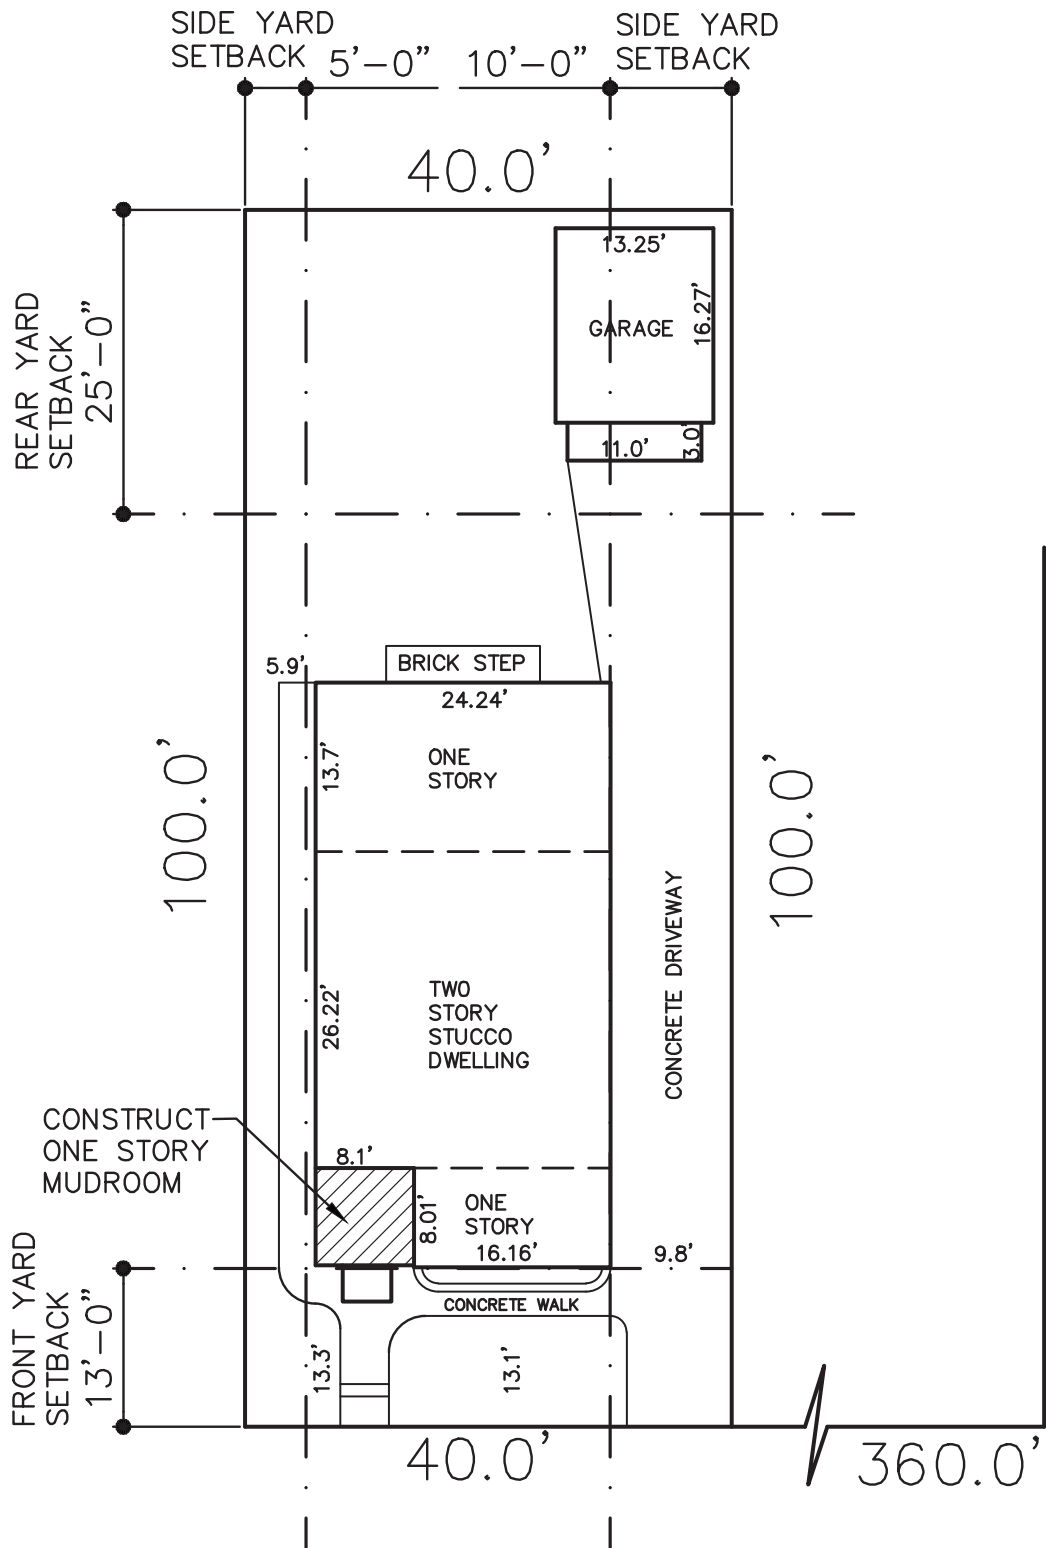 SIDE YARD
SETBACK
5'-0"
10'-0"
SIDE YARD
SETBACK
40.0'
REAR YARD
SETBACK
25'-0"
13.25'
16.27'
GARAGE
11.0'
3.0'
5.9'
BRICK STEP
24.24'
13.7'
ONE
STORY
100.0'
100.0'
CONCRETE DRIVEWAY
26.22'
TWO
STORY
STUCCO
DWELLING
CONSTRUCT
ONE STORY
MUDROOM
8.1'
8.01'
ONE
STORY
16.16'
9.8'
FRONT YARD
SETBACK
13'-0"
CONCRETE WALK
13.3'
13.1'
40.0'
360.0'